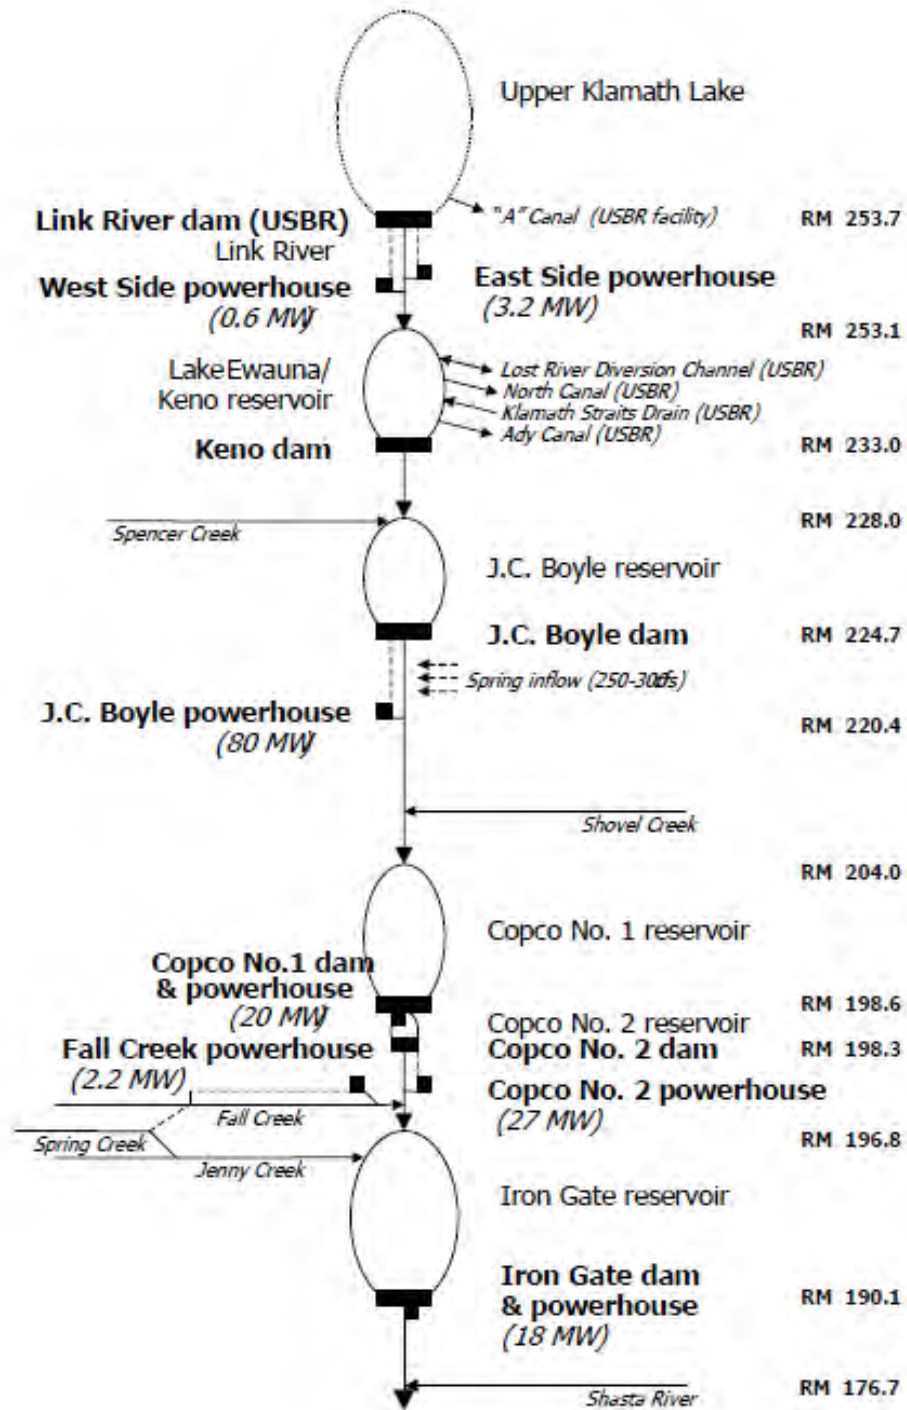 Upper Klamath Lake
"A" Canal (USBR facility)
RM 253.7
Link River dam (USBR)
Link River
West Side powerhouse
(0.6 MW)
East Side powerhouse
(3.2 MW)
RM 253.1
Lake Ewauna/
Keno reservoir
Lost River Diversion Channel (USBR)
North Canal (USBR)
Klamath Straits Drain (USBR)
Ady Canal (USBR)
Keno dam
RM 233.0
RM 228.0
Spencer Creek
J.C. Boyle reservoir
J.C. Boyle dam
RM 224.7
Spring inflow (250-300cfs)
J.C. Boyle powerhouse
(80 MW)
RM 220.4
Shovel Creek
RM 204.0
Copco No. 1 reservoir
Copco No.1 dam
& powerhouse
(20 MW)
RM 198.6
Copco No. 2 reservoir
Copco No. 2 dam
RM 198.3
Fall Creek powerhouse
(2.2 MW)
Copco No. 2 powerhouse
(27 MW)
Fall Creek
RM 196.8
Spring Creek
Jenny Creek
Iron Gate reservoir
Iron Gate dam
& powerhouse
(18 MW)
RM 190.1
Shasta River
RM 176.7